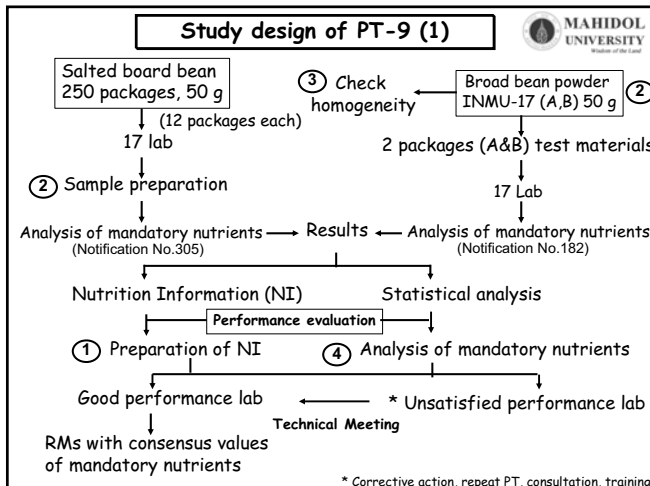 Study design of PT-9 (1)
MAHIDOL
UNIVERSITY
Wisdom of the Land
Salted board bean
250 packages, 50 g
(12 packages each)
17 lab
2 Sample preparation
Analysis of mandatory nutrients
(Notification No.305)
3 Check
homogeneity
Broad bean powder
INMU-17 (A,B) 50 g
2
2 packages (A&B) test materials
17 Lab
Results
Analysis of mandatory nutrients
(Notification No.182)
Nutrition Information (NI)
Statistical analysis
Performance evaluation
1 Preparation of NI
4 Analysis of mandatory nutrients
Good performance lab
* Unsatisfied performance lab
Technical Meeting
RMs with consensus values
of mandatory nutrients
* Corrective action, repeat PT, consultation, training